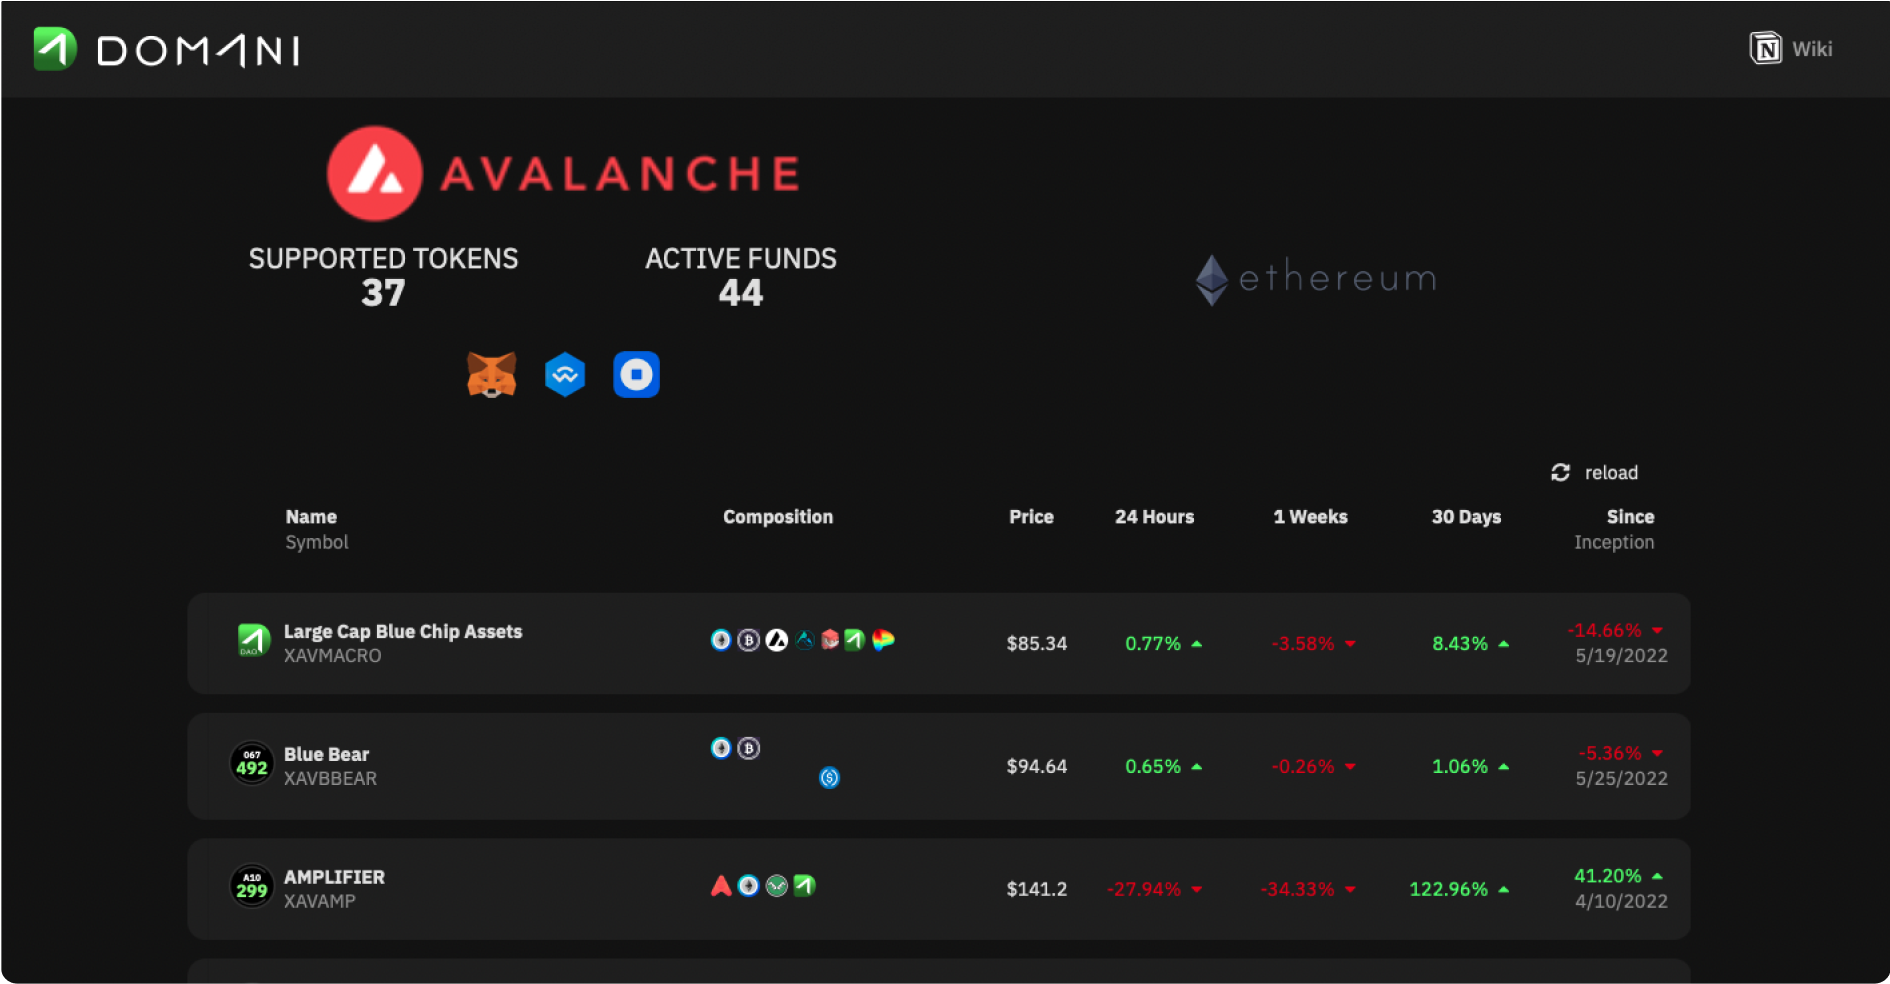 DOMANI
Wiki
AVALANCHE
SUPPORTED TOKENS
37
ACTIVE FUNDS
44
ethereum
reload
Name
Symbol
Composition
Price
24 Hours
1 Weeks
30 Days
Since
Inception
DAO
Large Cap Blue Chip Assets
XAVMACRO
$85.34
0.77%
-3.58%
8.43%
-14.66%
5/19/2022
067
492
Blue Bear
XAVBBEAR
$94.64
0.65%
-0.26%
1.06%
-5.36%
5/25/2022
A10
299
AMPLIFIER
XAVAMP
$141.2
-27.94%
-34.33%
122.96%
41.20%
4/10/2022